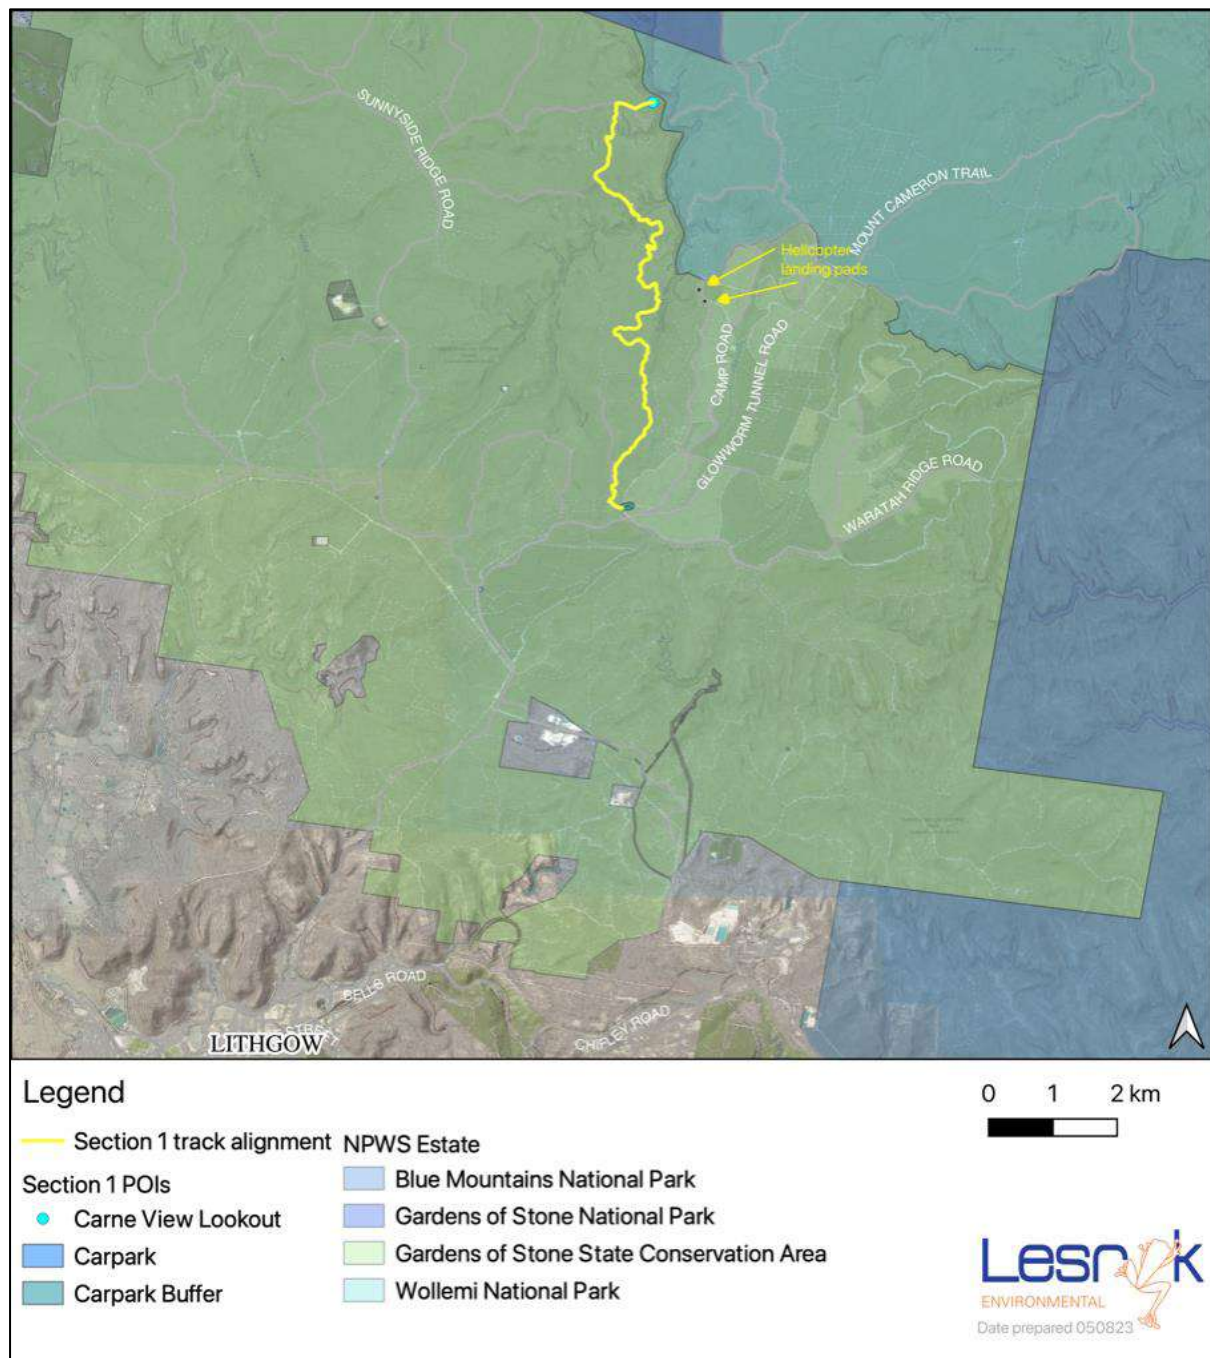 SUNNYSIDE RIDGE ROAD
MOUNT CAMERON TRAIL
Helicopter
landing pads
CAMP ROAD
GLOWWORM TUNNEL ROAD
WARATAH RIDGE ROAD
BELLS ROAD
STREET
LITHGOW
CHIFLEY ROAD
Legend
Section 1 track alignment
Section 1 POIs
Carne View Lookout
Carpark
Carpark Buffer
NPWS Estate
Blue Mountains National Park
Gardens of Stone National Park
Gardens of Stone State Conservation Area
Wollemi National Park
0 1 2 km
Lesryk
ENVIRONMENTAL
Date prepared 050823